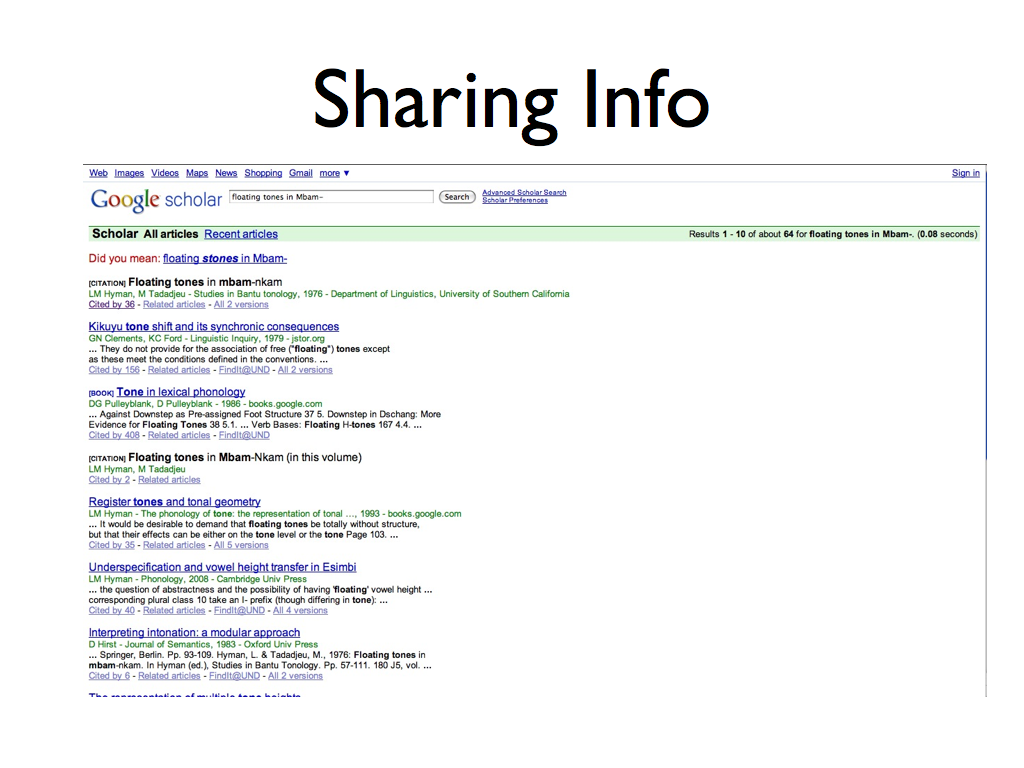 Sharing Info
Web Images Videos Maps News Shopping Gmail more ▼ Sign in
Google scholar floating tones in Mbam- Search Advanced Scholar Search
Scholar Preferences
Scholar All articles Recent articles Results 1 - 10 of about 64 for floating tones in Mbam-. (0.08 seconds)
Did you mean: floating stones in Mbam-
[CITATION] Floating tones in mbam-nkam
LM Hyman, M Tadadjeu - Studies in Bantu tonology, 1976 - Department of Linguistics, University of Southern California
Cited by 36 - Related articles - All 2 versions
Kikuyu tone shift and its synchronic consequences
GN Clements, KC Ford - Linguistic Inquiry, 1979 - jstor.org
... They do not provide for the association of free ("floating") tones except
as these meet the conditions defined in the conventions. ...
Cited by 156 - Related articles - FindIt@UND - All 2 versions
[BOOK] Tone in lexical phonology
DG Pulleyblank, D Pulleyblank - 1986 - books.google.com
... Against Downstep as Pre-assigned Foot Structure 37 5. Downstep in Dschang: More
Evidence for Floating Tones 38 5.1. ... Verb Bases: Floating H-tones 167 4.4. ...
Cited by 408 - Related articles - FindIt@UND
[CITATION] Floating tones in Mbam-Nkam (in this volume)
LM Hyman, M Tadadjeu
Cited by 2 - Related articles
Register tones and tonal geometry
LM Hyman - The phonology of tone: the representation of tonal …, 1993 - books.google.com
... It would be desirable to demand that floating tones be totally without structure,
but that their effects can be either on the tone level or the tone Page 103. ...
Cited by 35 - Related articles - All 5 versions
Underspecification and vowel height transfer in Esimbi
LM Hyman - Phonology, 2008 - Cambridge Univ Press
... the question of abstractness and the possibility of having 'floating' vowel height ...
corresponding plural class 10 take an I- prefix (though differing in tone): ...
Cited by 40 - Related articles - FindIt@UND - All 4 versions
Interpreting intonation: a modular approach
D Hirst - Journal of Semantics, 1983 - Oxford Univ Press
... Springer, Berlin. Pp. 93-109. Hyman, L. & Tadadjeu, M., 1976: Floating tones in
mbam-nkam. In Hyman (ed.), Studies in Bantu Tonology. Pp. 57-111. 180 J5, vol. ...
Cited by 6 - Related articles - FindIt@UND - All 2 versions
The representation of multiple tone heights